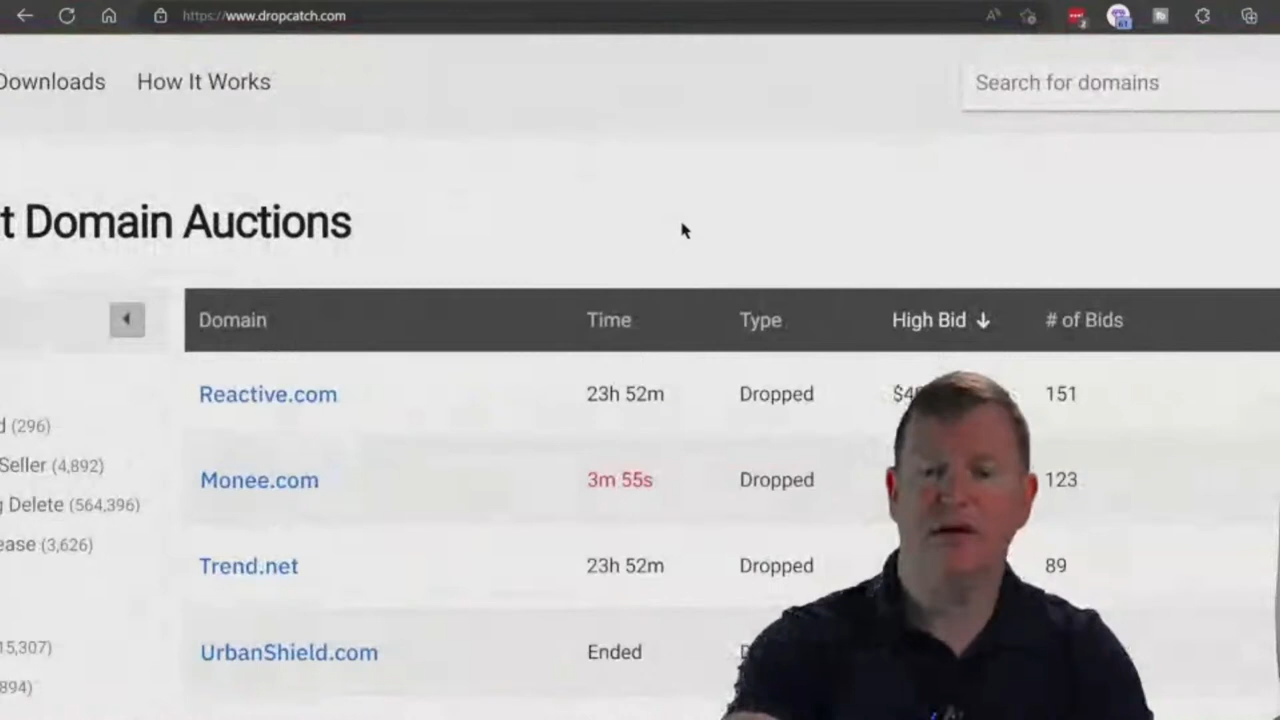 https://www.dropcatch.com
Downloads How It Works Search for domains
t Domain Auctions
Domain Time Type High Bid # of Bids
Reactive.com 23h 52m Dropped 151
d (296)
Seller (4,892)
Monee.com 3m 55s Dropped 123
g Delete (564,396)
ease (3,626)
Trend.net 23h 52m Dropped 89
UrbanShield.com Ended
15,307)
894)